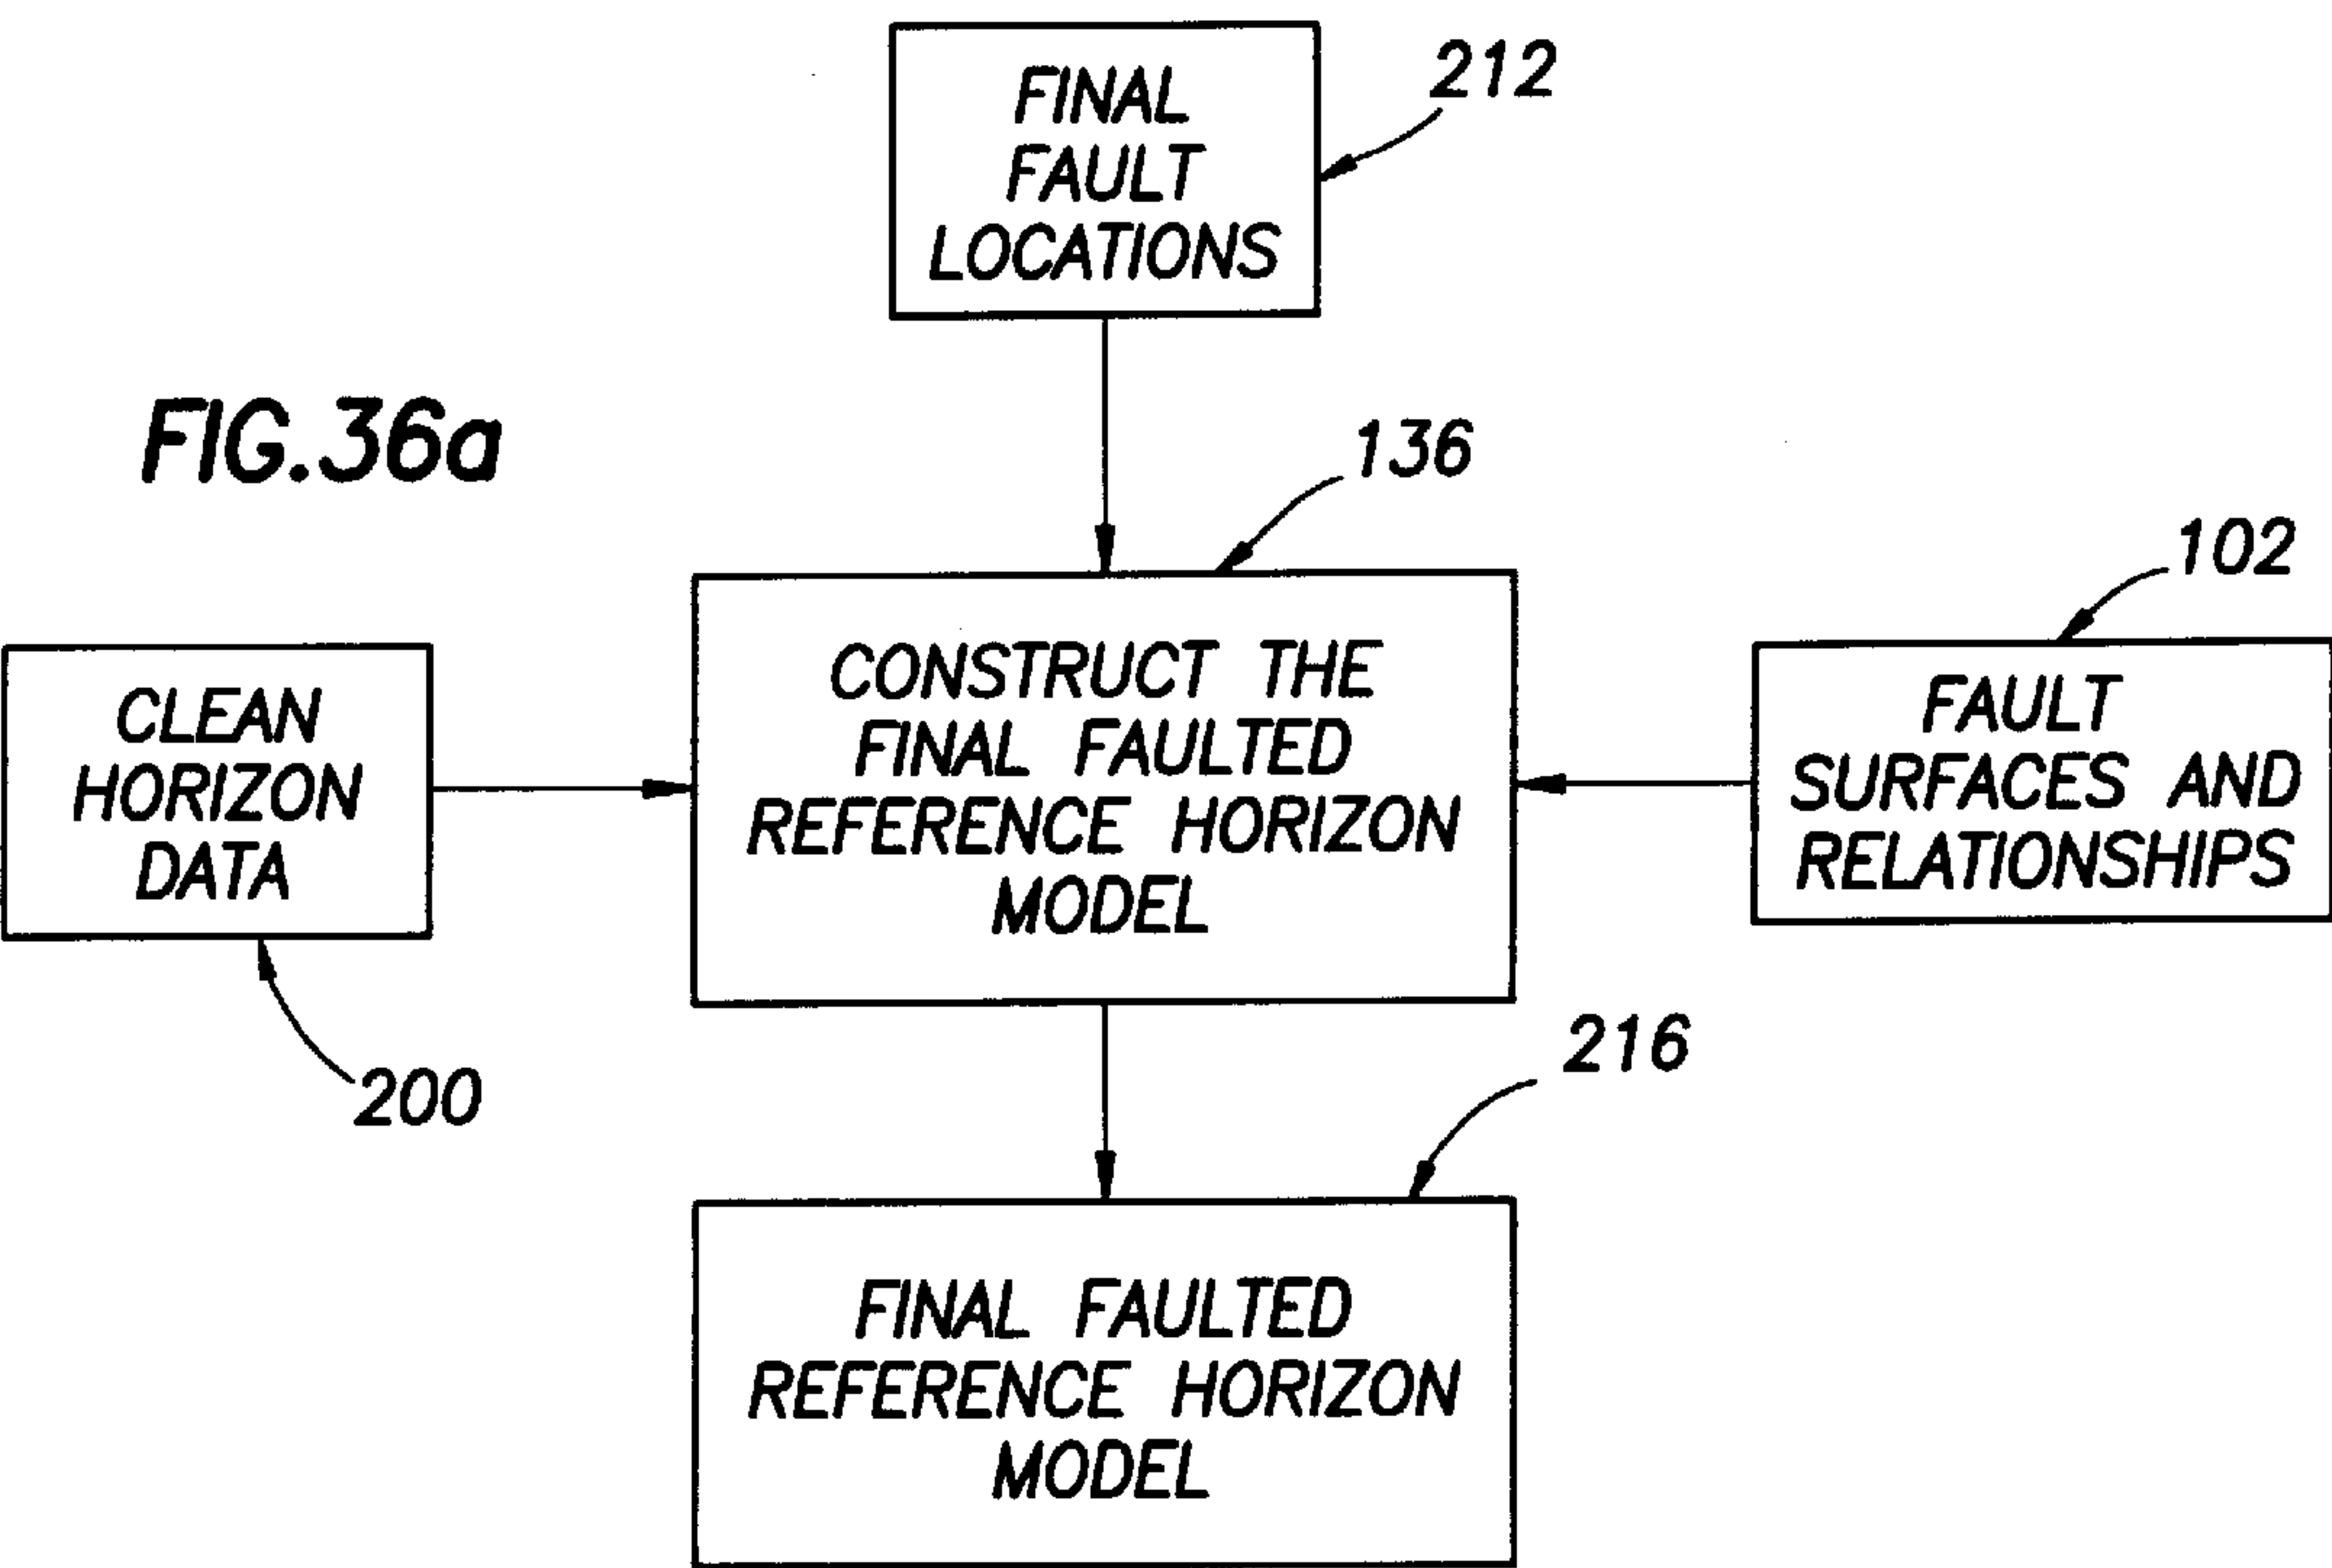 FINAL
FAULT
LOCATIONS
212
FIG.36a
136
102
CLEAN
HORIZON
DATA
CONSTRUCT THE
FINAL FAULTED
REFERENCE HORIZON
MODEL
FAULT
SURFACES AND
RELATIONSHIPS
200
216
FINAL FAULTED
REFERENCE HORIZON
MODEL